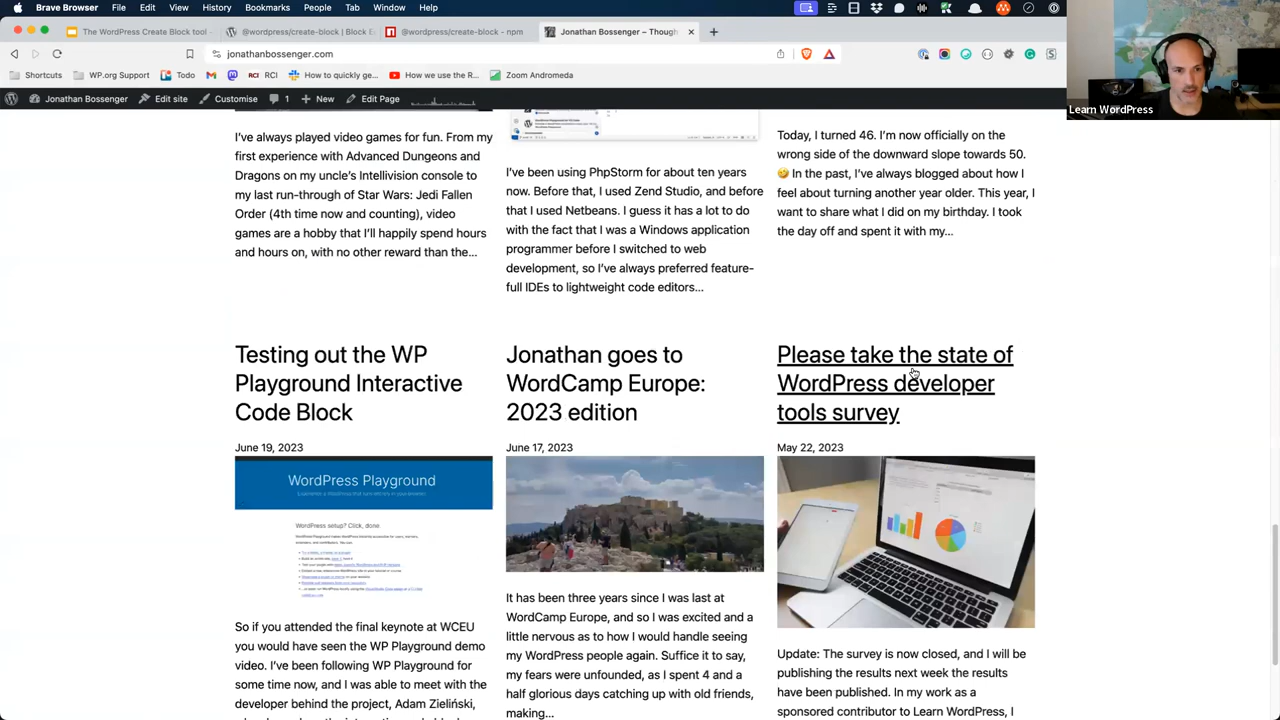 Brave Browser File Edit View History Bookmarks People Tab Window Help
The WordPress Create Block tool -
@wordpress/create-block | Block E
@wordpress/create-block - npm
Jonathan Bossenger – Though
jonathanbossenger.com
Shortcuts WP.org Support Todo RCI How to quickly ge... How we use the R... Zoom Andromeda
Jonathan Bossenger Edit site Customise 1 + New Edit Page
Learn WordPress
I've always played video games for fun. From my
first experience with Advanced Dungeons and
Dragons on my uncle's Intellivision console to
my last run-through of Star Wars: Jedi Fallen
Order (4th time now and counting), video
games are a hobby that I'll happily spend hours
and hours on, with no other reward than the...
I've been using PhpStorm for about ten years
now. Before that, I used Zend Studio, and before
that I used Netbeans. I guess it has a lot to do
with the fact that I was a Windows application
programmer before I switched to web
development, so I've always preferred feature-
full IDEs to lightweight code editors...
Today, I turned 46. I'm now officially on the
wrong side of the downward slope towards 50.
🤪 In the past, I've always blogged about how I
feel about turning another year older. This year, I
want to share what I did on my birthday. I took
the day off and spent it with my...
Testing out the WP
Playground Interactive
Code Block
June 19, 2023
WordPress Playground
WordPress setup? Click, done.
So if you attended the final keynote at WCEU
you would have seen the WP Playground demo
video. I've been following WP Playground for
some time now, and I was able to meet with the
developer behind the project, Adam Zieliński,
Jonathan goes to
WordCamp Europe:
2023 edition
June 17, 2023
It has been three years since I was last at
WordCamp Europe, and so I was excited and a
little nervous as to how I would handle seeing
my WordPress people again. Suffice it to say,
my fears were unfounded, as I spent 4 and a
half glorious days catching up with old friends,
making...
Please take the state of
WordPress developer
tools survey
May 22, 2023
Update: The survey is now closed, and I will be
publishing the results next week the results
have been published. In my work as a
sponsored contributor to Learn WordPress, I